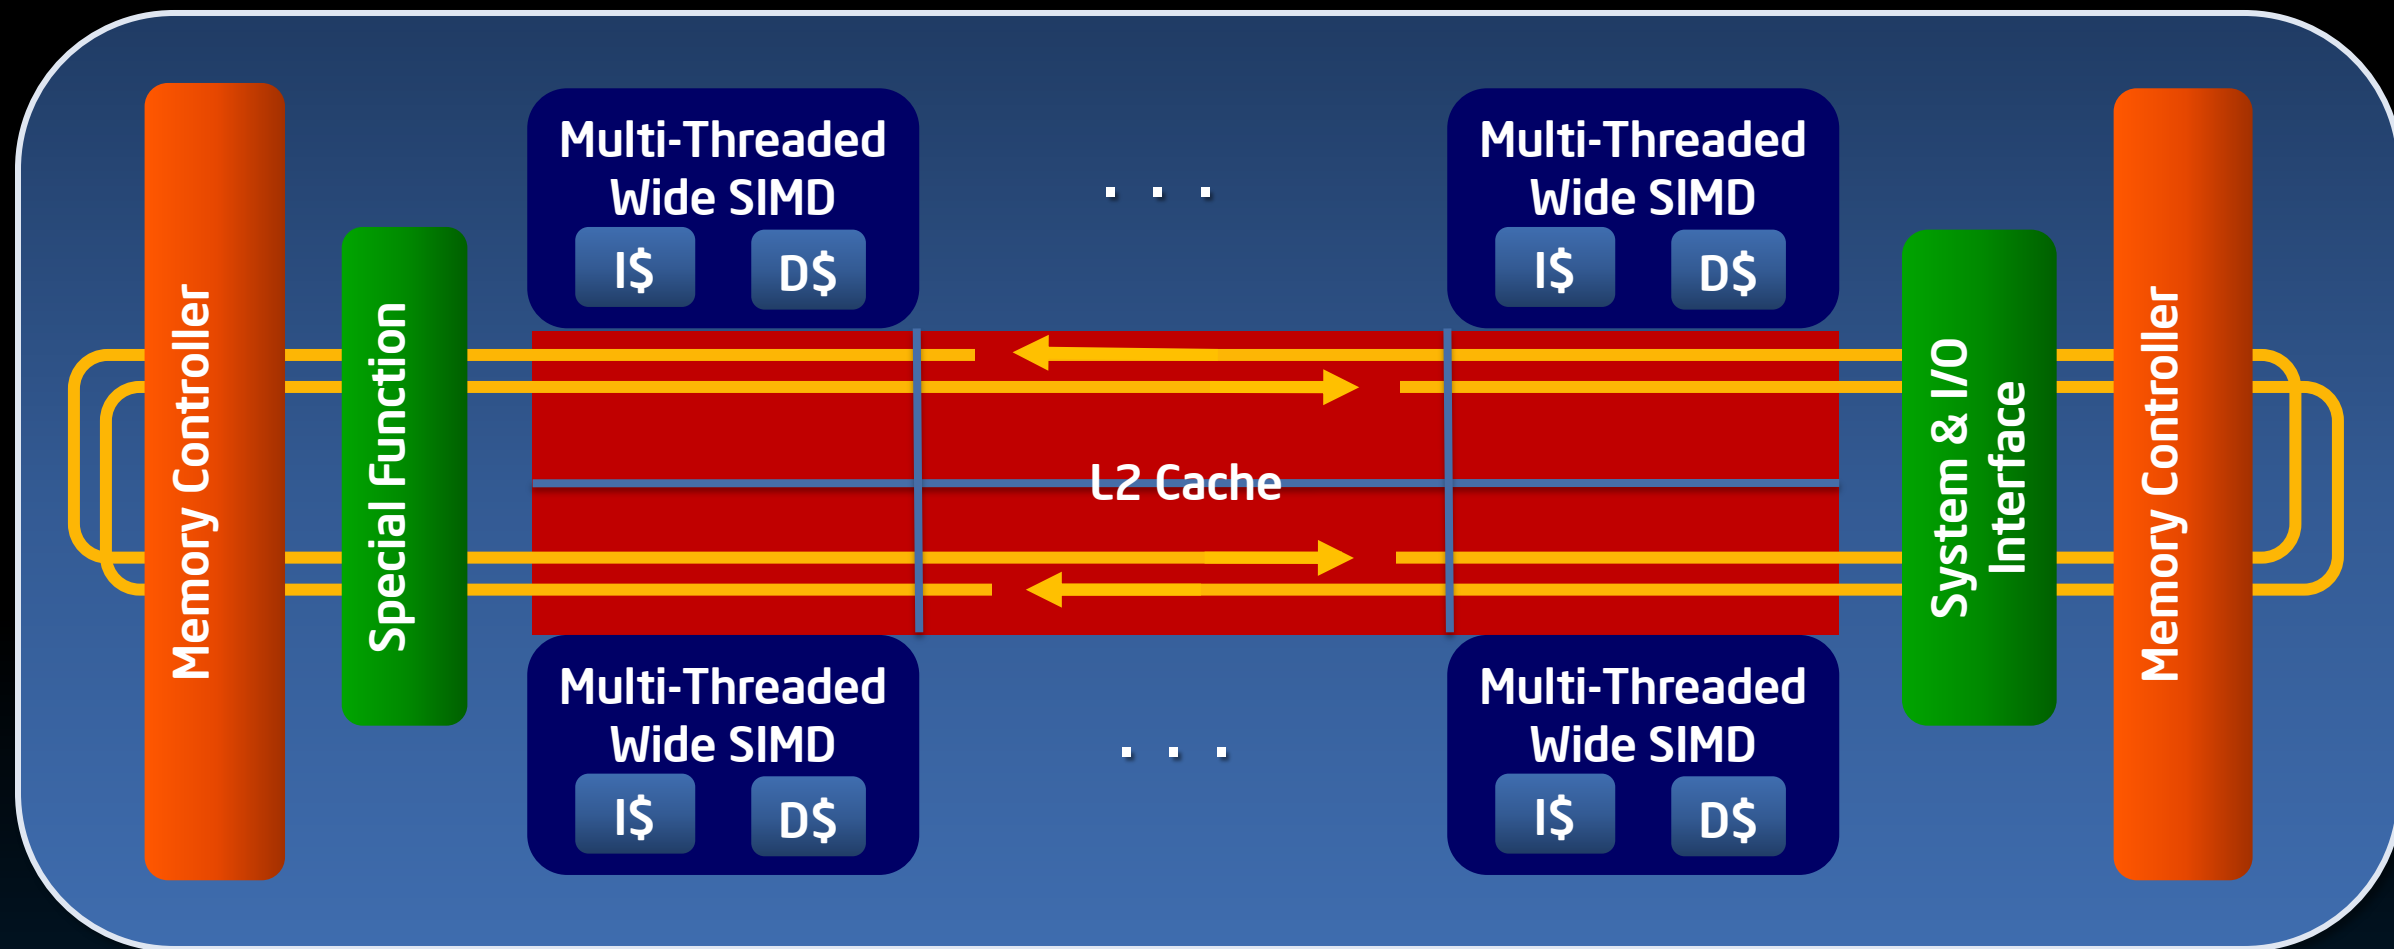 Memory Controller
Special Function
Multi-Threaded
Wide SIMD
I$
D$
. . .
Multi-Threaded
Wide SIMD
I$
D$
L2 Cache
Multi-Threaded
Wide SIMD
I$
D$
. . .
Multi-Threaded
Wide SIMD
I$
D$
System & I/O
Interface
Memory Controller